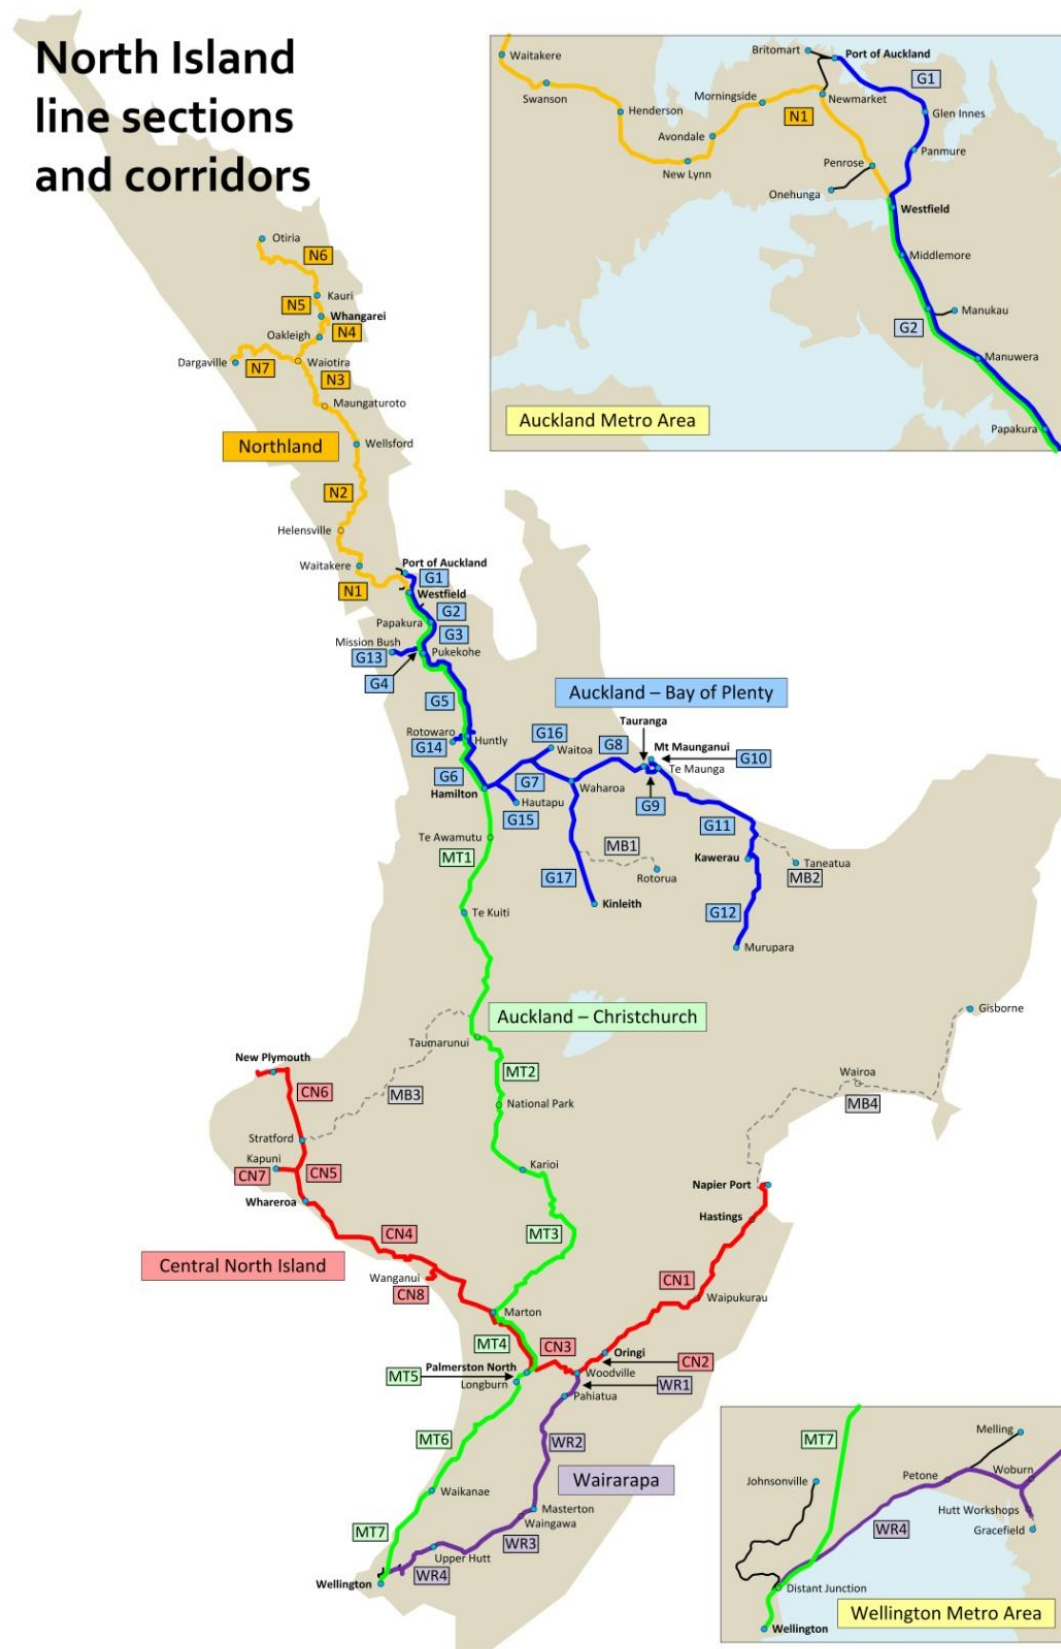 North Island
line sections
and corridors
Waitakere
Swanson
Henderson
Morningside
Avondale
New Lynn
Britomart
Port of Auckland
G1
Newmarket
N1
Glen Innes
Panmure
Penrose
Onehunga
Westfield
Middlemore
Manukau
G2
Manuwera
Papakura
Auckland Metro Area
Otiria
N6
Kauri
N5
Whangarei
N4
Oakleigh
Dargaville
N7
Waiotira
N3
Maungaturoto
Northland
Wellsford
N2
Helensville
Waitakere
N1
Port of Auckland
G1
Westfield
G2
Papakura
G3
Mission Bush
G13
Pukekohe
G4
G5
Auckland – Bay of Plenty
Rotowaro
G14
Huntly
G6
Hamilton
G16
Waitoa
G7
Hautapu
G15
Waharoa
G8
Tauranga
Mt Maunganui
G10
Te Maunga
G9
G11
Te Awamutu
MT1
MB1
Rotorua
G17
Kinleith
Kawerau
Taneatua
MB2
G12
Murupara
Te Kuiti
Auckland – Christchurch
Taumarunui
Gisborne
Wairoa
MB4
New Plymouth
CN6
MB3
MT2
National Park
Stratford
Kapuni
CN7
CN5
Whareroa
Karioi
Napier Port
Hastings
CN4
MT3
Central North Island
Wanganui
CN8
CN1
Waipukurau
Marton
MT4
CN3
Oringi
CN2
Palmerston North
MT5
Longburn
Woodville
WR1
Pahiatua
MT6
WR2
Wairarapa
Waikanae
Masterton
Waingawa
MT7
WR3
Upper Hutt
WR4
Wellington
MT7
Melling
Johnsonville
Petone
Woburn
Hutt Workshops
WR4
Gracefield
Distant Junction
Wellington
Wellington Metro Area